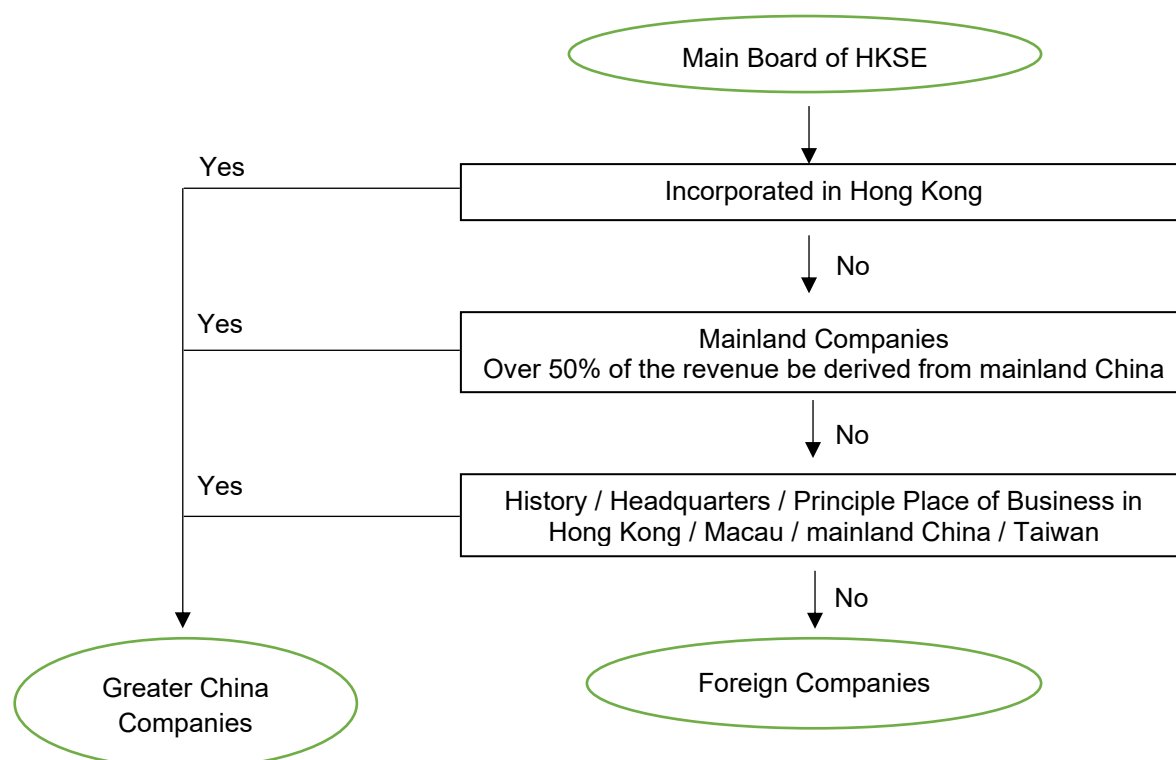 Main Board of HKSE
Yes
Incorporated in Hong Kong
No
Yes
Mainland Companies
Over 50% of the revenue be derived from mainland China
No
Yes
History / Headquarters / Principle Place of Business in
Hong Kong / Macau / mainland China / Taiwan
No
Greater China
Companies
Foreign Companies